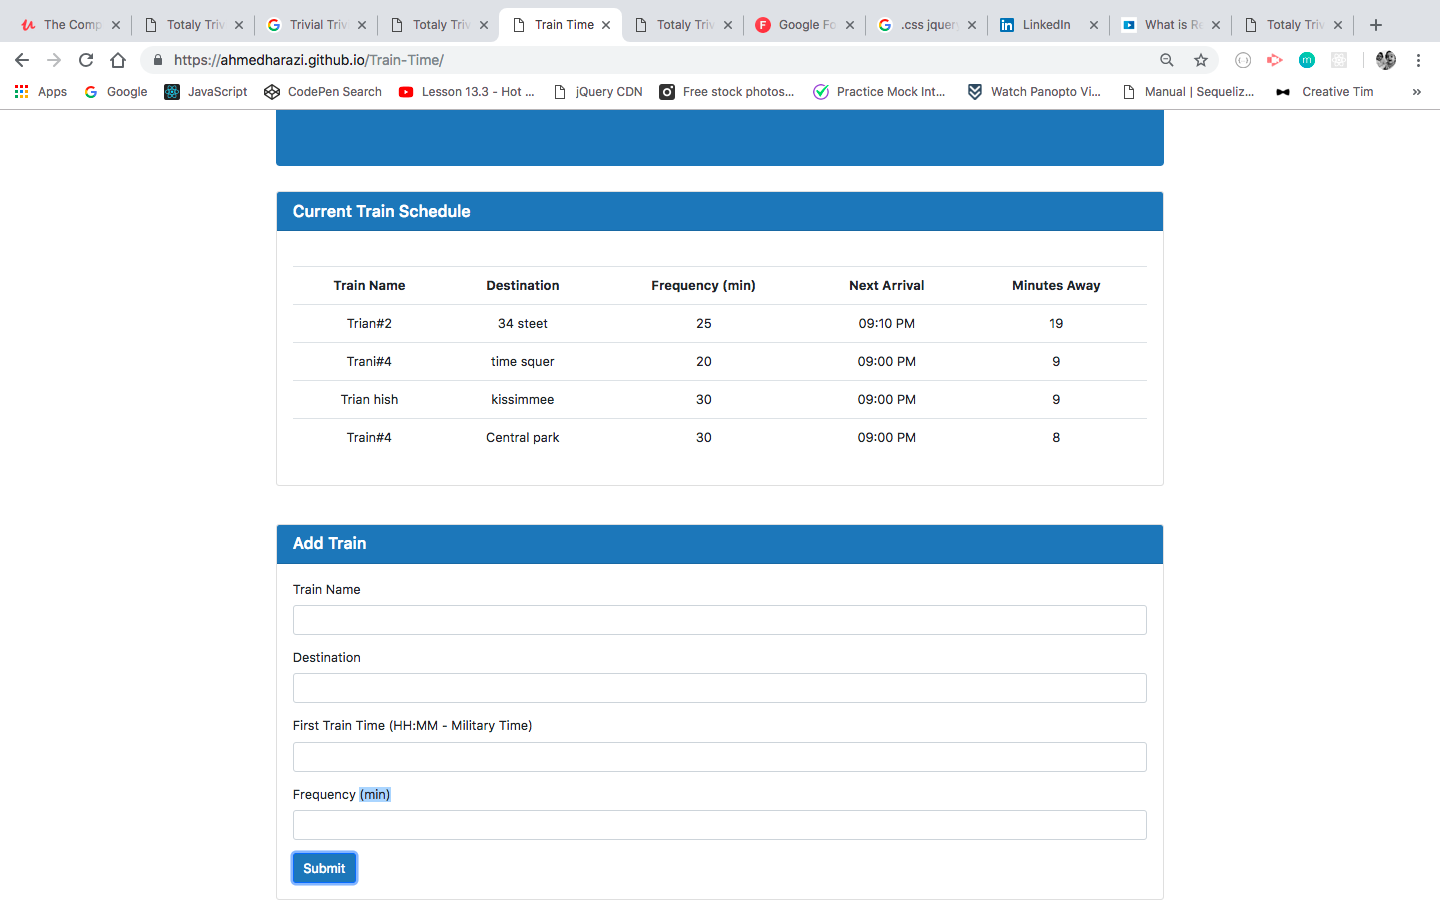 The Comp
Totaly Triv
Trivial Triv
Totaly Triv
Train Time
Totaly Triv
Google Fo
.css jquery
LinkedIn
What is Re
Totaly Triv
https://ahmedharazi.github.io/Train-Time/
Apps Google JavaScript CodePen Search Lesson 13.3 - Hot ... jQuery CDN Free stock photos... Practice Mock Int... Watch Panopto Vi... Manual | Sequeliz... Creative Tim »
Current Train Schedule
Train Name Destination Frequency (min) Next Arrival Minutes Away
Trian#2 34 steet 25 09:10 PM 19
Trani#4 time squer 20 09:00 PM 9
Trian hish kissimmee 30 09:00 PM 9
Train#4 Central park 30 09:00 PM 8
Add Train
Train Name
Destination
First Train Time (HH:MM - Military Time)
Frequency (min)
Submit